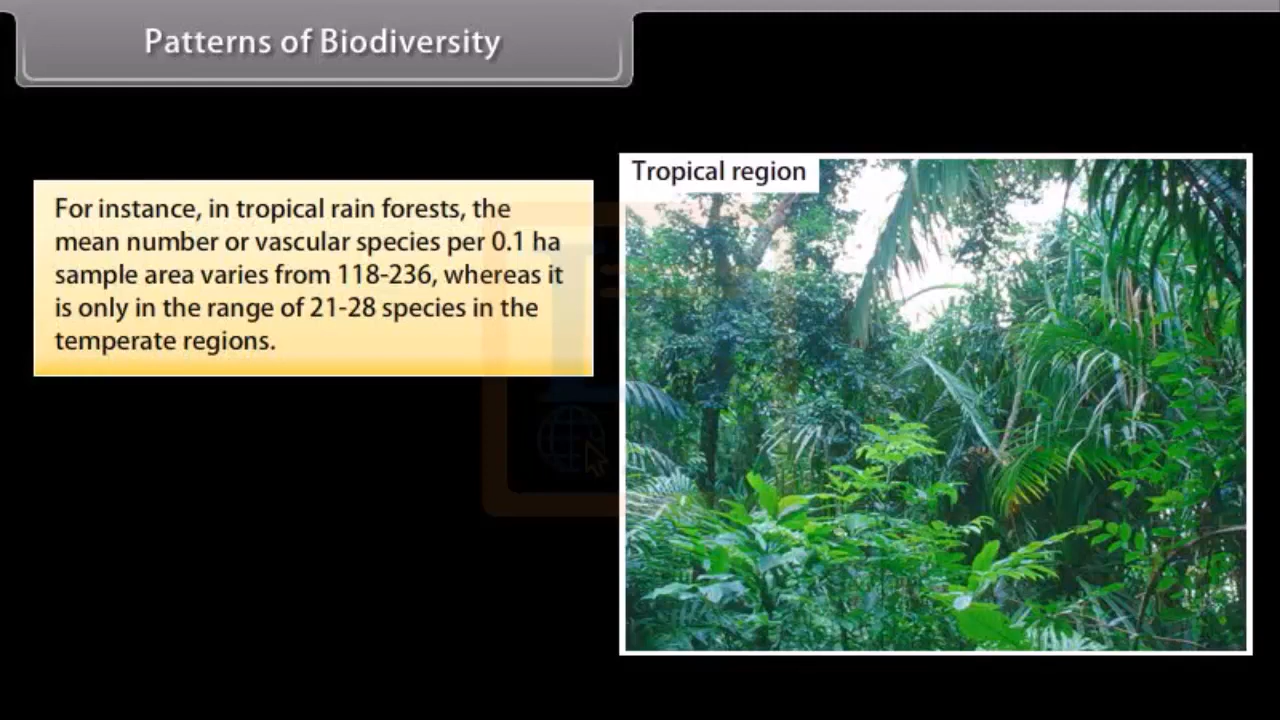 Patterns of Biodiversity
Tropical region
For instance, in tropical rain forests, the
mean number or vascular species per 0.1 ha
sample area varies from 118-236, whereas it
is only in the range of 21-28 species in the
temperate regions.